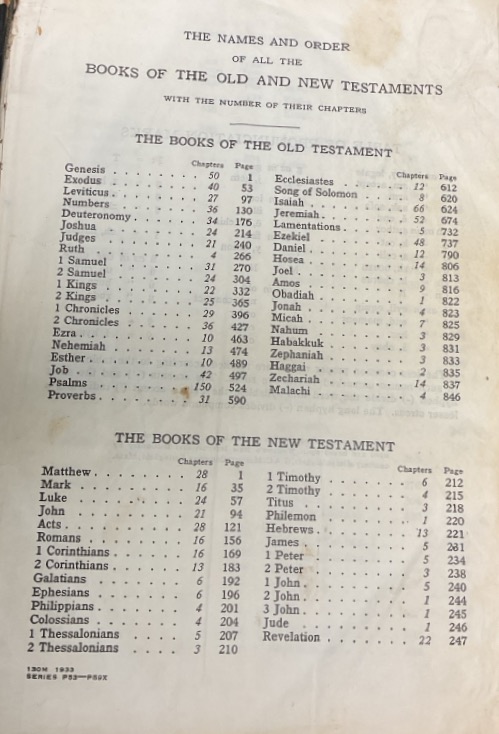 THE NAMES AND ORDER
OF ALL THE
BOOKS OF THE OLD AND NEW TESTAMENTS
WITH THE NUMBER OF THEIR CHAPTERS
THE BOOKS OF THE OLD TESTAMENT
Chapters Page
Genesis . . . . . . . . 50 1
Exodus . . . . . . . . 40 53
Leviticus . . . . . . . . 27 97
Numbers . . . . . . . . 36 130
Deuteronomy . . . . . . 34 176
Joshua . . . . . . . . 24 214
Judges . . . . . . . . 21 240
Ruth . . . . . . . . 4 266
1 Samuel . . . . . . . . 31 270
2 Samuel . . . . . . . . 24 304
1 Kings . . . . . . . . 22 332
2 Kings . . . . . . . . 25 365
1 Chronicles . . . . . . 29 396
2 Chronicles . . . . . . 36 427
Ezra . . . . . . . . 10 463
Nehemiah . . . . . . . . 13 474
Esther . . . . . . . . 10 489
Job . . . . . . . . 42 497
Psalms . . . . . . . . 150 524
Proverbs . . . . . . . . 31 590
Chapters Page
Ecclesiastes . . . . . 12 612
Song of Solomon . . . . 8 620
Isaiah . . . . . . . 66 624
Jeremiah . . . . . . . 52 674
Lamentations . . . . . 5 732
Ezekiel . . . . . . . 48 737
Daniel . . . . . . . 12 790
Hosea . . . . . . . 14 806
Joel . . . . . . . 3 813
Amos . . . . . . . 9 816
Obadiah . . . . . . . 1 822
Jonah . . . . . . . 4 823
Micah . . . . . . . 7 825
Nahum . . . . . . . 3 829
Habakkuk . . . . . . . 3 831
Zephaniah . . . . . . 3 833
Haggai . . . . . . . 2 835
Zechariah . . . . . . 14 837
Malachi . . . . . . . 4 846
THE BOOKS OF THE NEW TESTAMENT
Chapters Page
Matthew . . . . . . . 28 1
Mark . . . . . . . 16 35
Luke . . . . . . . 24 57
John . . . . . . . 21 94
Acts . . . . . . . 28 121
Romans . . . . . . . 16 156
1 Corinthians . . . . . 16 169
2 Corinthians . . . . . 13 183
Galatians . . . . . . 6 192
Ephesians . . . . . . 6 196
Philippians . . . . . . 4 201
Colossians . . . . . . 4 204
1 Thessalonians . . . . 5 207
2 Thessalonians . . . . 3 210
Chapters Page
1 Timothy . . . . . . 6 212
2 Timothy . . . . . . 4 215
Titus . . . . . . . 3 218
Philemon . . . . . . 1 220
Hebrews . . . . . . . 13 221
James . . . . . . . 5 231
1 Peter . . . . . . . 5 234
2 Peter . . . . . . . 3 238
1 John . . . . . . . 5 240
2 John . . . . . . . 1 244
3 John . . . . . . . 1 245
Jude . . . . . . . 1 246
Revelation . . . . . . 22 247
130M 1933
SERIES P53—P59X